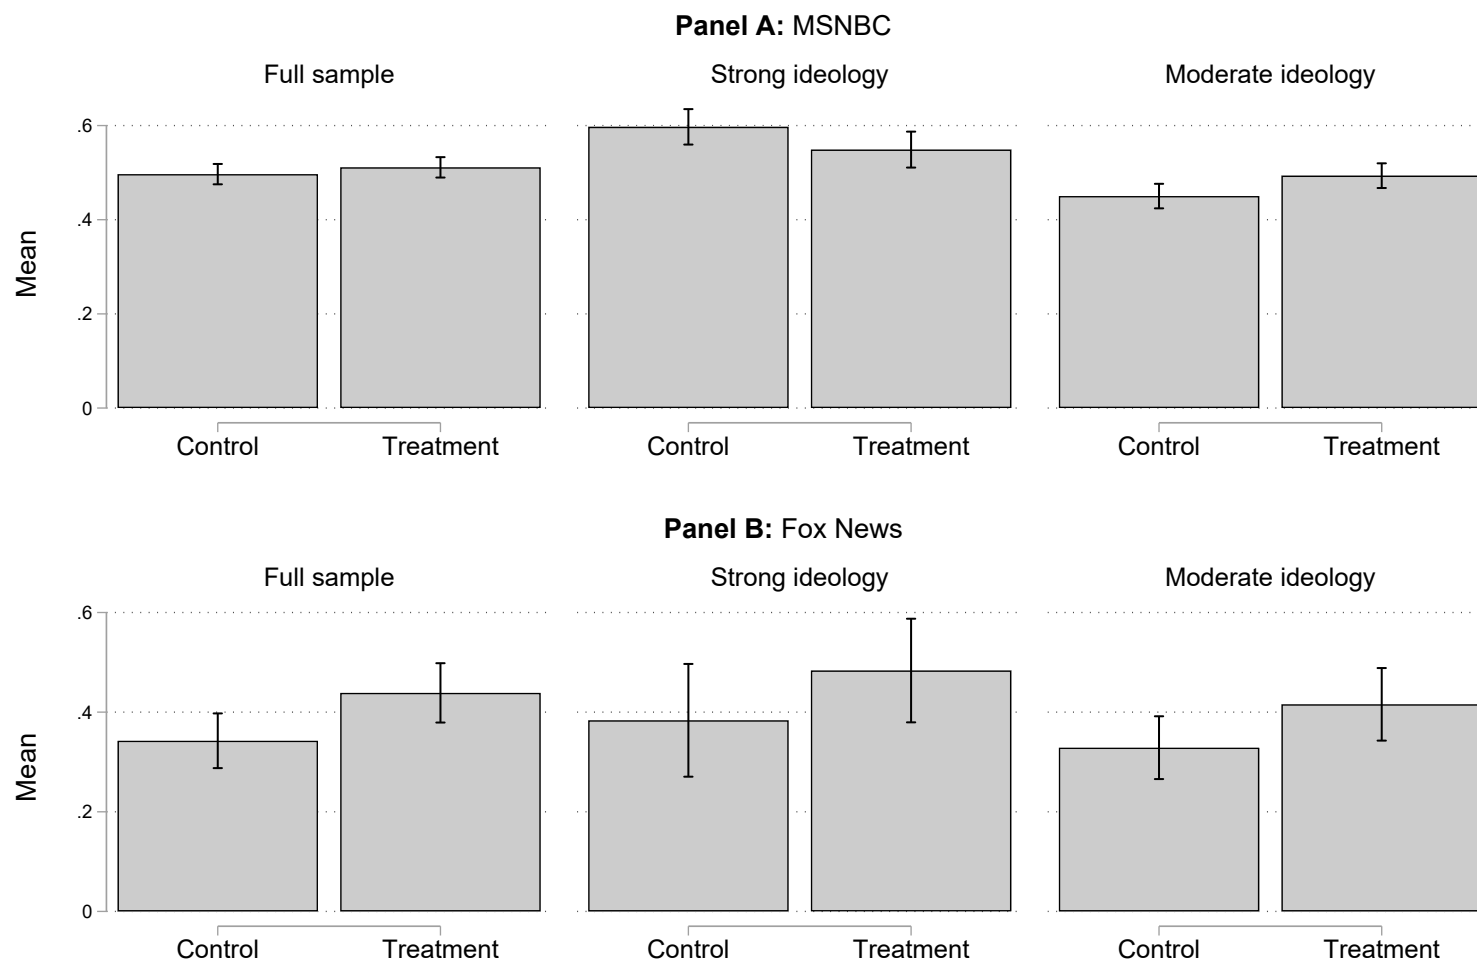 Panel A: MSNBC
Full sample Strong ideology Moderate ideology
.6
.4
.2
0
Mean
Control Treatment Control Treatment Control Treatment
Panel B: Fox News
Full sample Strong ideology Moderate ideology
.6
.4
.2
0
Mean
Control Treatment Control Treatment Control Treatment